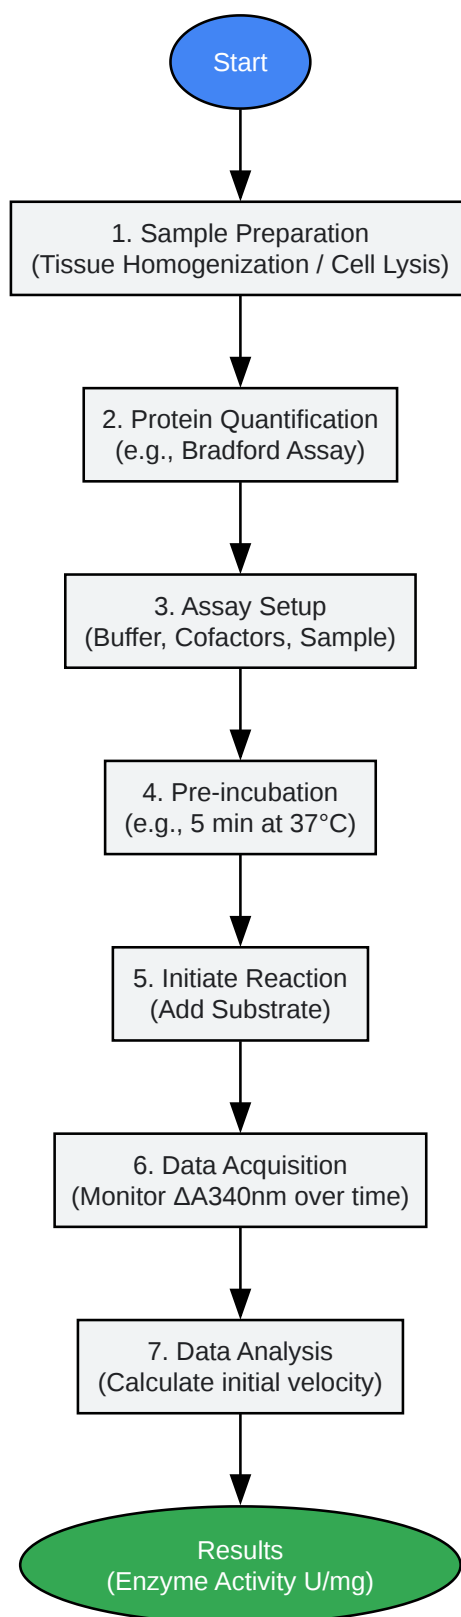 Start
1. Sample Preparation
(Tissue Homogenization / Cell Lysis)
2. Protein Quantification
(e.g., Bradford Assay)
3. Assay Setup
(Buffer, Cofactors, Sample)
4. Pre-incubation
(e.g., 5 min at 37°C)
5. Initiate Reaction
(Add Substrate)
6. Data Acquisition
(Monitor ΔA340nm over time)
7. Data Analysis
(Calculate initial velocity)
Results
(Enzyme Activity U/mg)